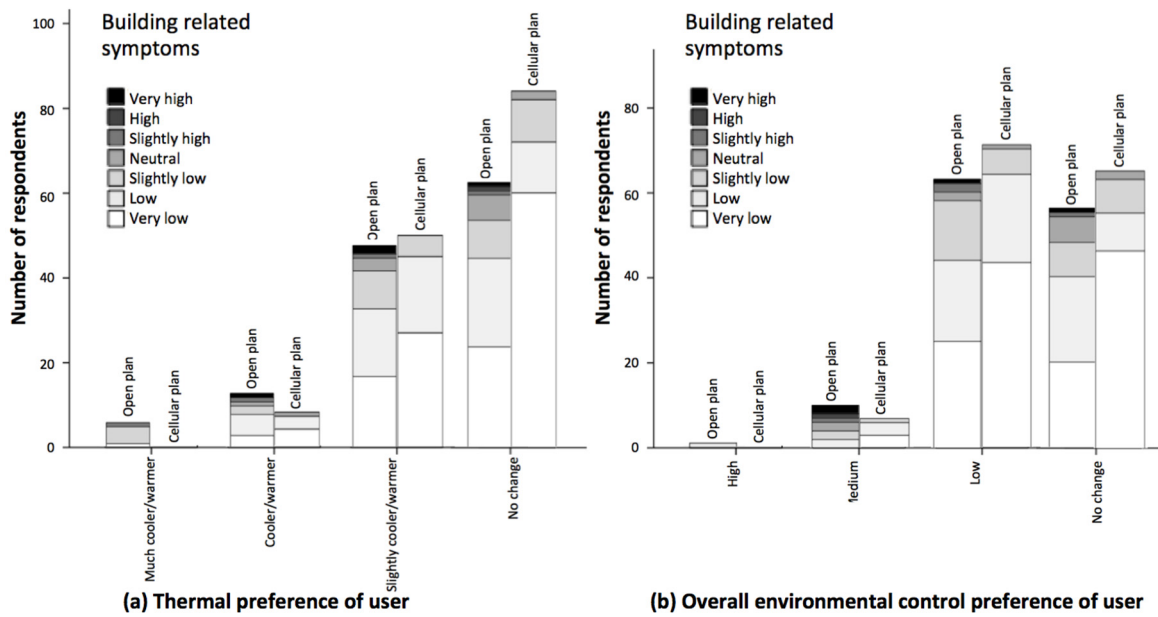 Building related
symptoms
Very high
High
Slightly high
Neutral
Slightly low
Low
Very low
Number of respondents
100
80
60
40
20
0
Open plan
Cellular plan
Open plan
Cellular plan
Open plan
Cellular plan
Open plan
Cellular plan
Much cooler/warmer
Cooler/warmer
Slightly cooler/warmer
No change
(a) Thermal preference of user
Building related
symptoms
Very high
High
Slightly high
Neutral
Slightly low
Low
Very low
Number of respondents
80
60
40
20
0
Open plan
Cellular plan
Open plan
Cellular plan
Open plan
Cellular plan
Open plan
Cellular plan
High
Medium
Low
No change
(b) Overall environmental control preference of user